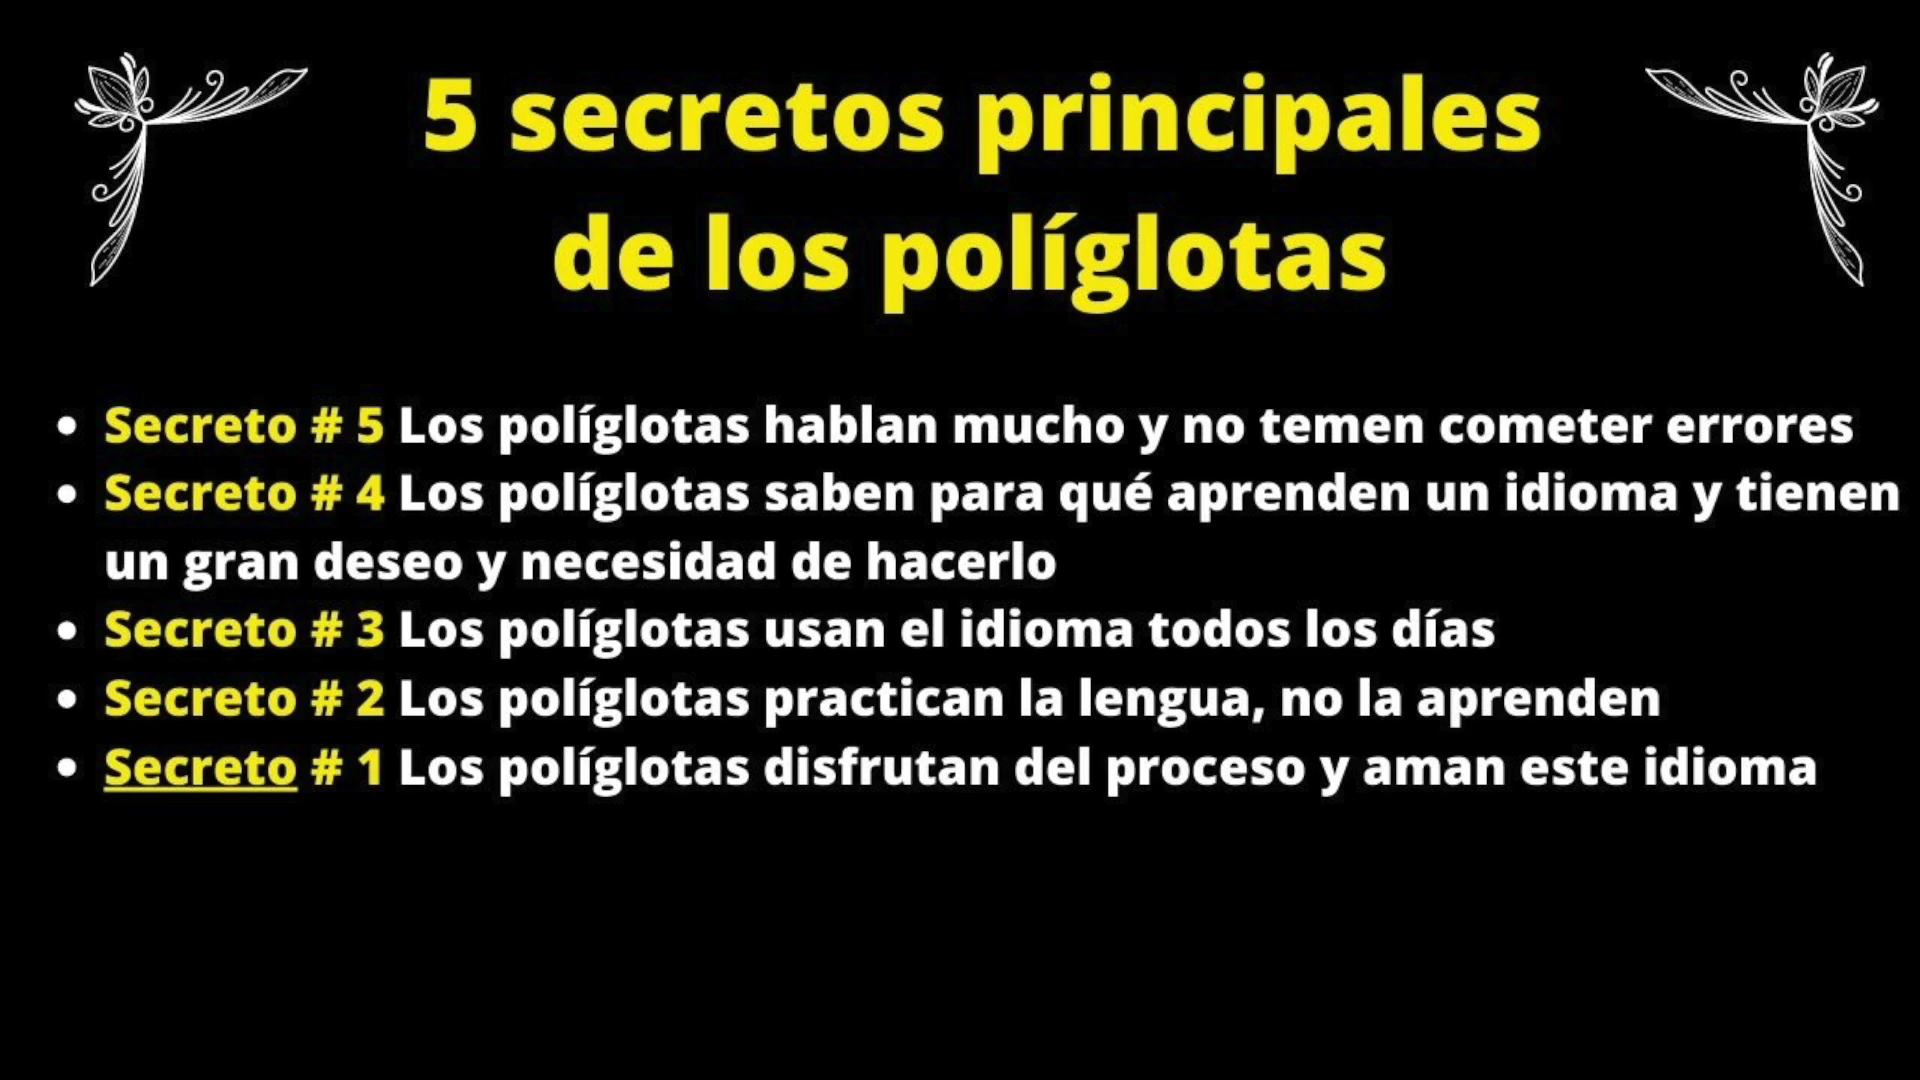 5 secretos principales
de los políglotas
• Secreto # 5 Los políglotas hablan mucho y no temen cometer errores
• Secreto # 4 Los políglotas saben para qué aprenden un idioma y tienen
un gran deseo y necesidad de hacerlo
• Secreto # 3 Los políglotas usan el idioma todos los días
• Secreto # 2 Los políglotas practican la lengua, no la aprenden
• Secreto # 1 Los políglotas disfrutan del proceso y aman este idioma